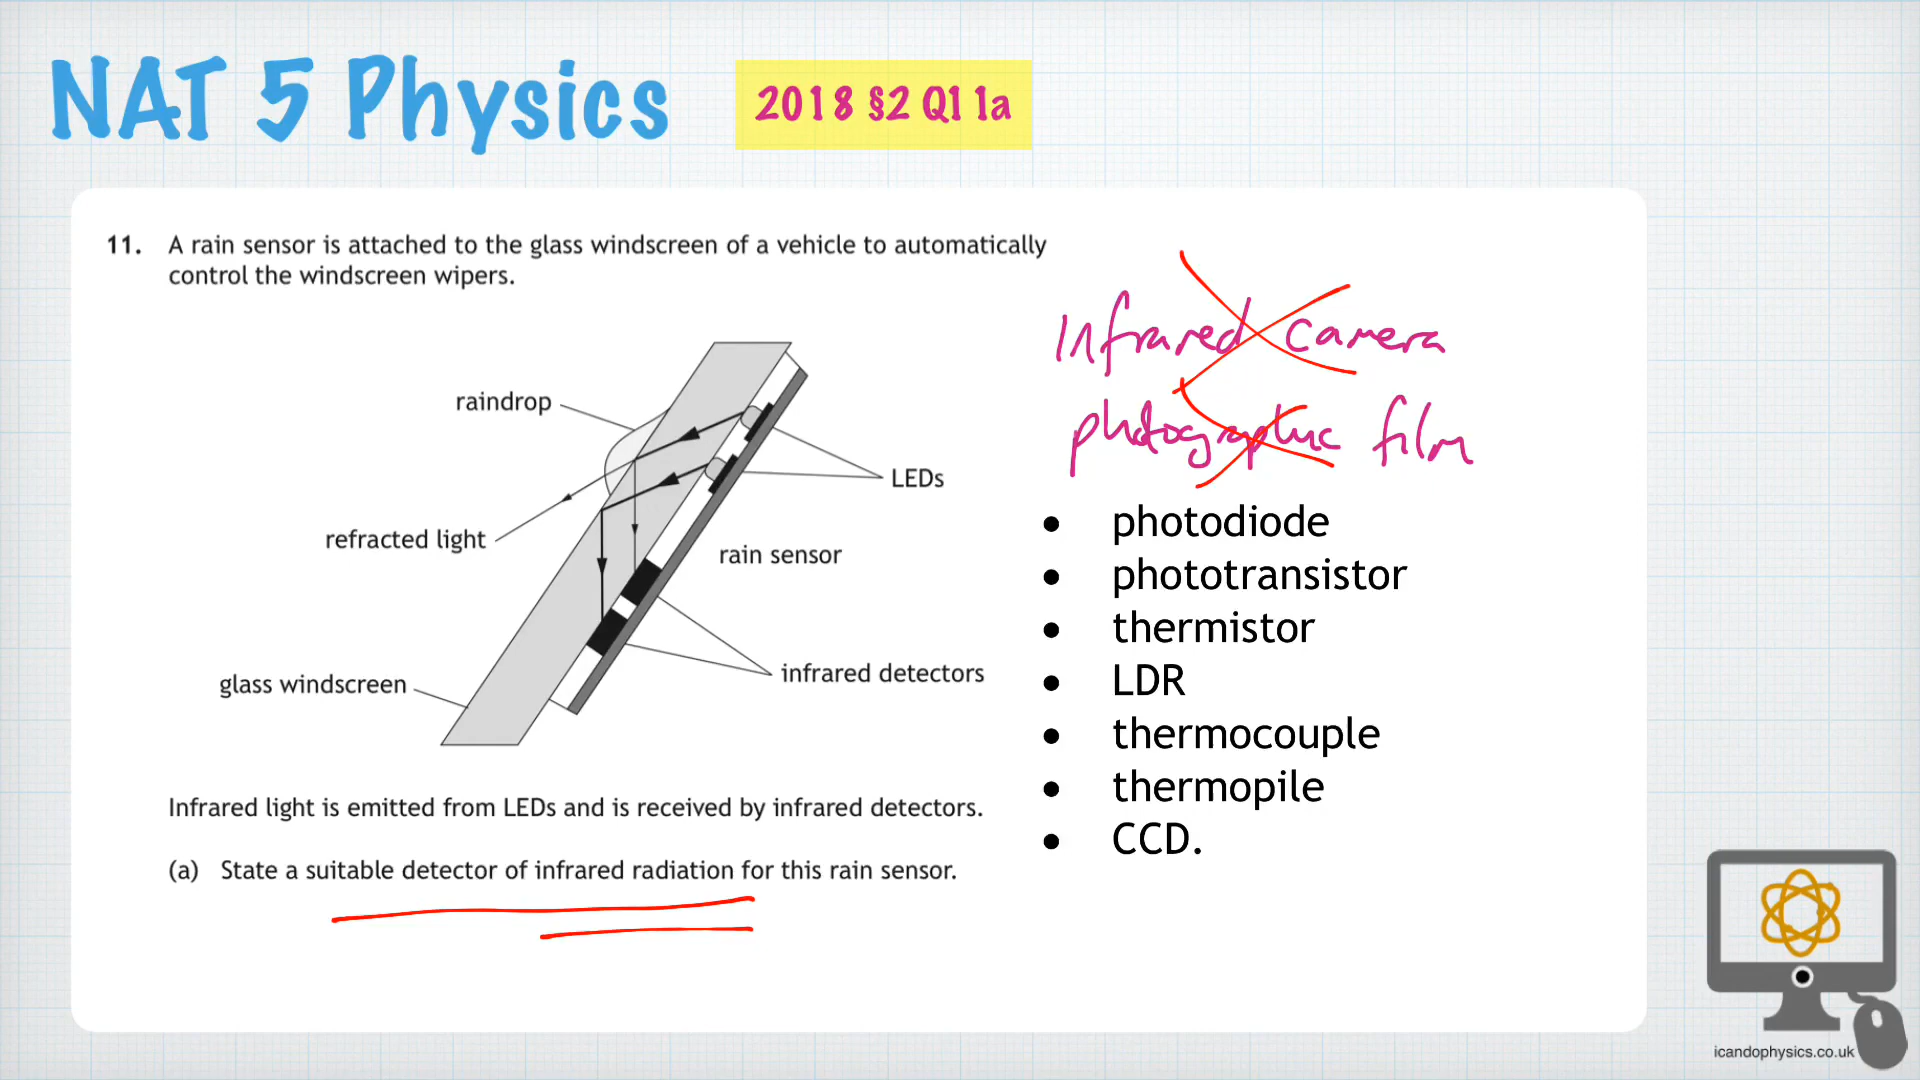 NAT 5 Physics
2018 §2 Q11a
11. A rain sensor is attached to the glass windscreen of a vehicle to automatically
control the windscreen wipers.
raindrop
LEDs
refracted light
rain sensor
infrared detectors
glass windscreen
Infrared light is emitted from LEDs and is received by infrared detectors.
(a) State a suitable detector of infrared radiation for this rain sensor.
Infrared camera
photographic film
• photodiode
• phototransistor
• thermistor
• LDR
• thermocouple
• thermopile
• CCD.
icandophysics.co.uk